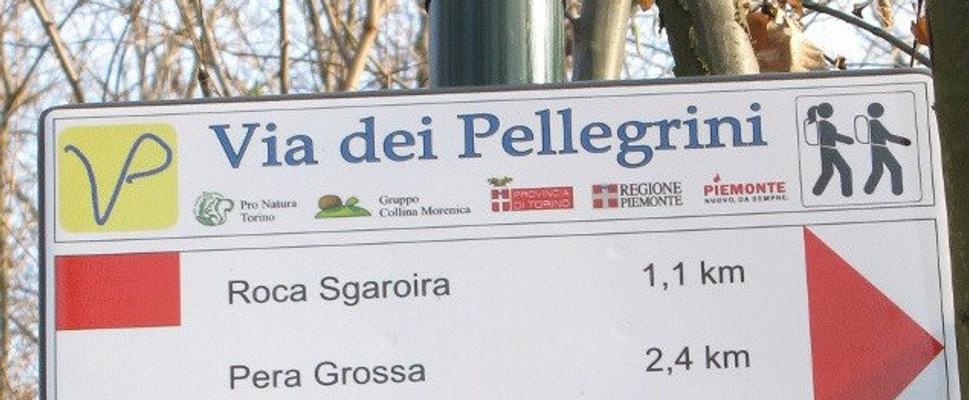 VP
Via dei Pellegrini
Pro Natura
Torino
Gruppo
Collina Morenica
PROVINCIA
DI TORINO
REGIONE
PIEMONTE
PIEMONTE
NUOVO, DA SEMPRE.
Roca Sgaroira 1,1 km
Pera Grossa 2,4 km